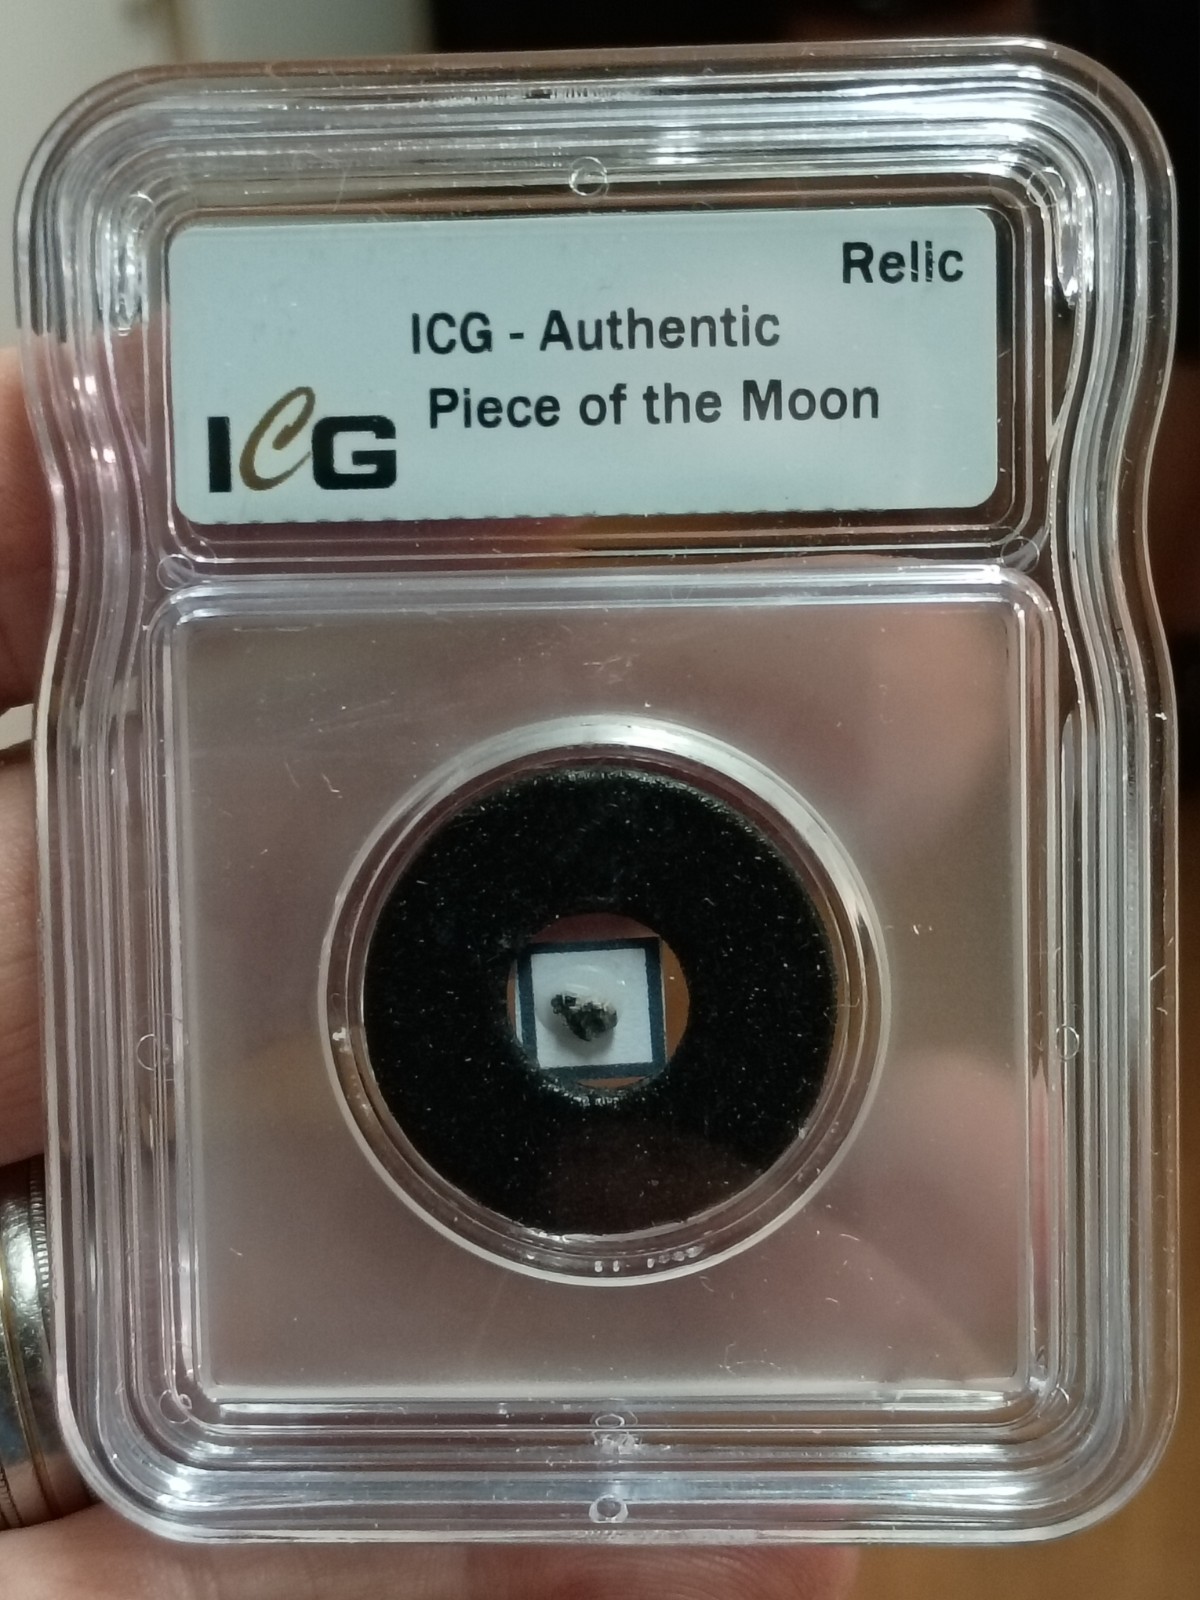 Relic
ICG - Authentic
Piece of the Moon
ICG